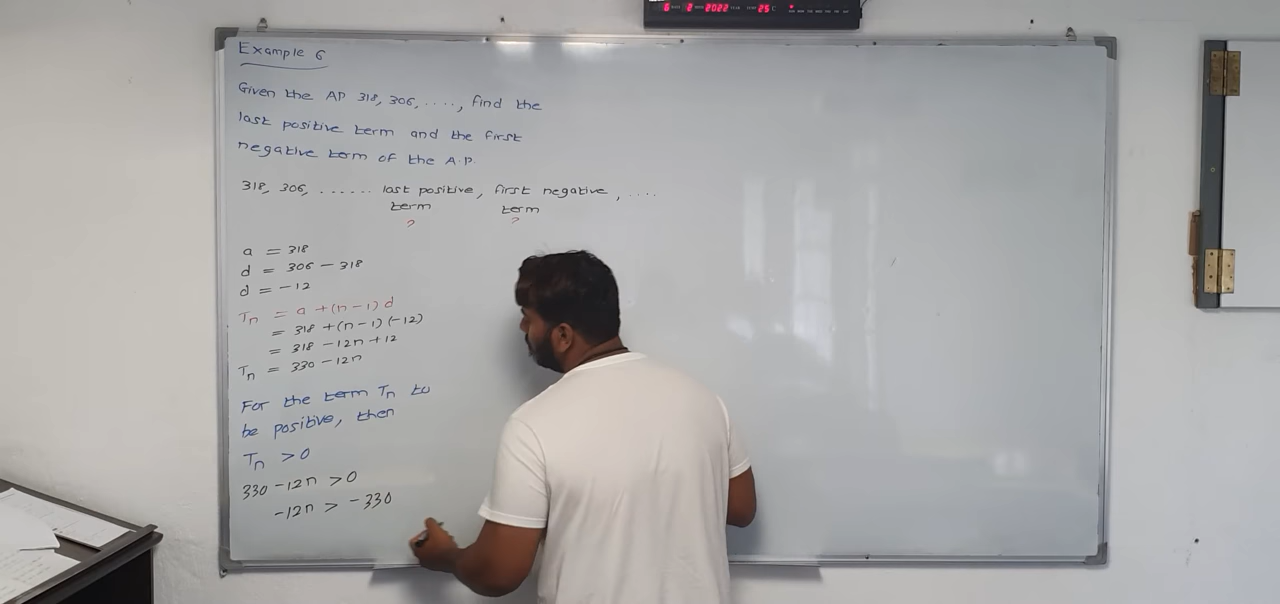 6 2 2022 25 C
Example 6
Given the AP 318, 306, ...., find the
last positive term and the first
negative term of the A.P.
318, 306, ...... last positive, first negative, ....
term term
? ?
a = 318
d = 306 - 318
d = -12
Tn = a + (n - 1) d
= 318 + (n - 1) (-12)
= 318 - 12n + 12
Tn = 330 - 12n
For the term Tn to
be positive, then
Tn > 0
330 - 12n > 0
-12n > -330